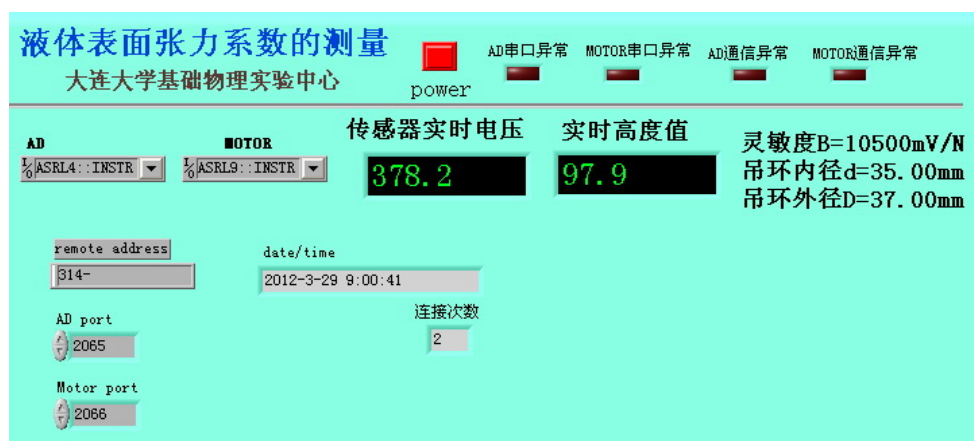 液体表面张力系数的测量
大连大学基础物理实验中心
power
AD串口异常 MOTOR串口异常 AD通信异常 MOTOR通信异常
AD
MOTOR
传感器实时电压
实时高度值
ASRL4::INSTR
ASRL9::INSTR
378.2
97.9
灵敏度B=10500mV/N
吊环内径d=35.00mm
吊环外径D=37.00mm
remote address
314-
date/time
2012-3-29 9:00:41
连接次数
2
AD port
2065
Motor port
2066